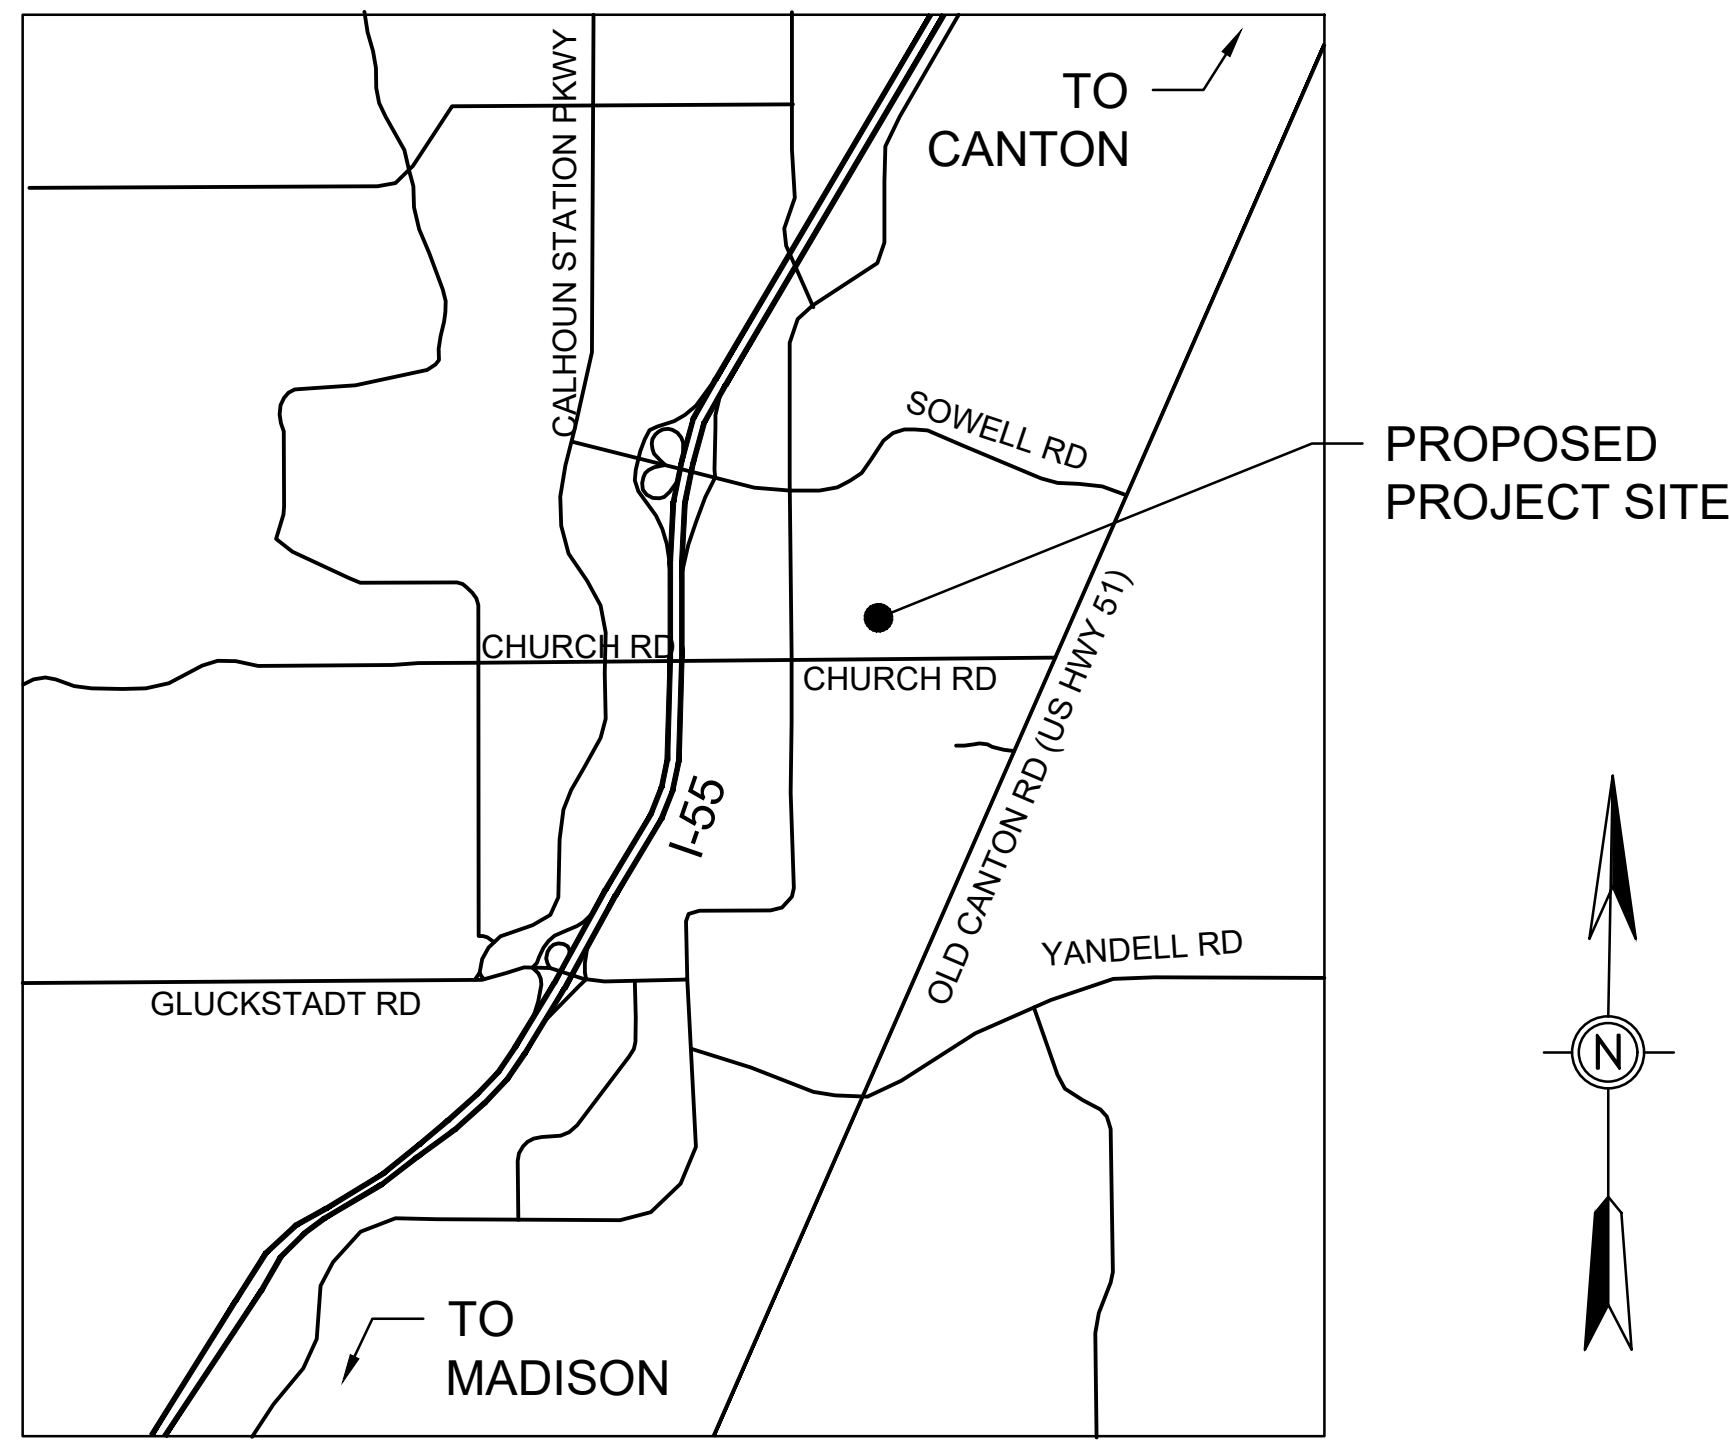 CALHOUN STATION PKWY
TO
CANTON
SOWELL RD
PROPOSED
PROJECT SITE
CHURCH RD
CHURCH RD
OLD CANTON RD (US HWY 51)
I-55
YANDELL RD
GLUCKSTADT RD
N
TO
MADISON